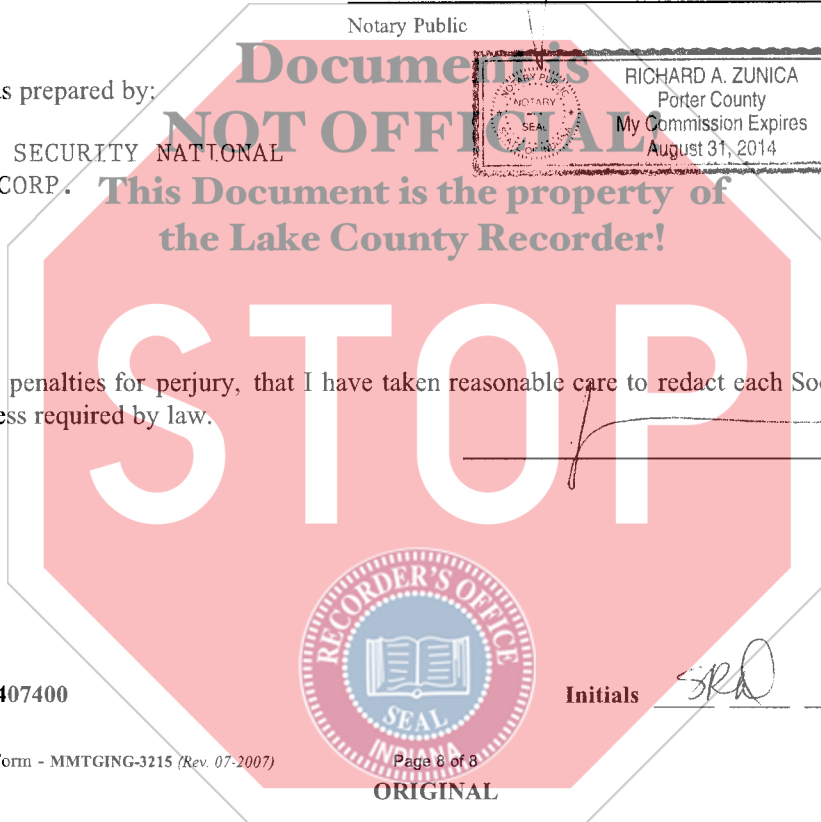 Notary Public
Document is
NOT OFFICIAL!
This Document is the property of
the Lake County Recorder!
NOTARY PUBLIC
NOTARY
SEAL
RICHARD A. ZUNICA
Porter County
My Commission Expires
August 31, 2014
s prepared by:
SECURITY NATIONAL
CORP.
STOP
penalties for perjury, that I have taken reasonable care to redact each Soc
ess required by law.
RECORDER'S OFFICE
SEAL
INDIANA
407400
Initials SRD
orm - MMTGING-3215 (Rev. 07-2007)
Page 8 of 8
ORIGINAL